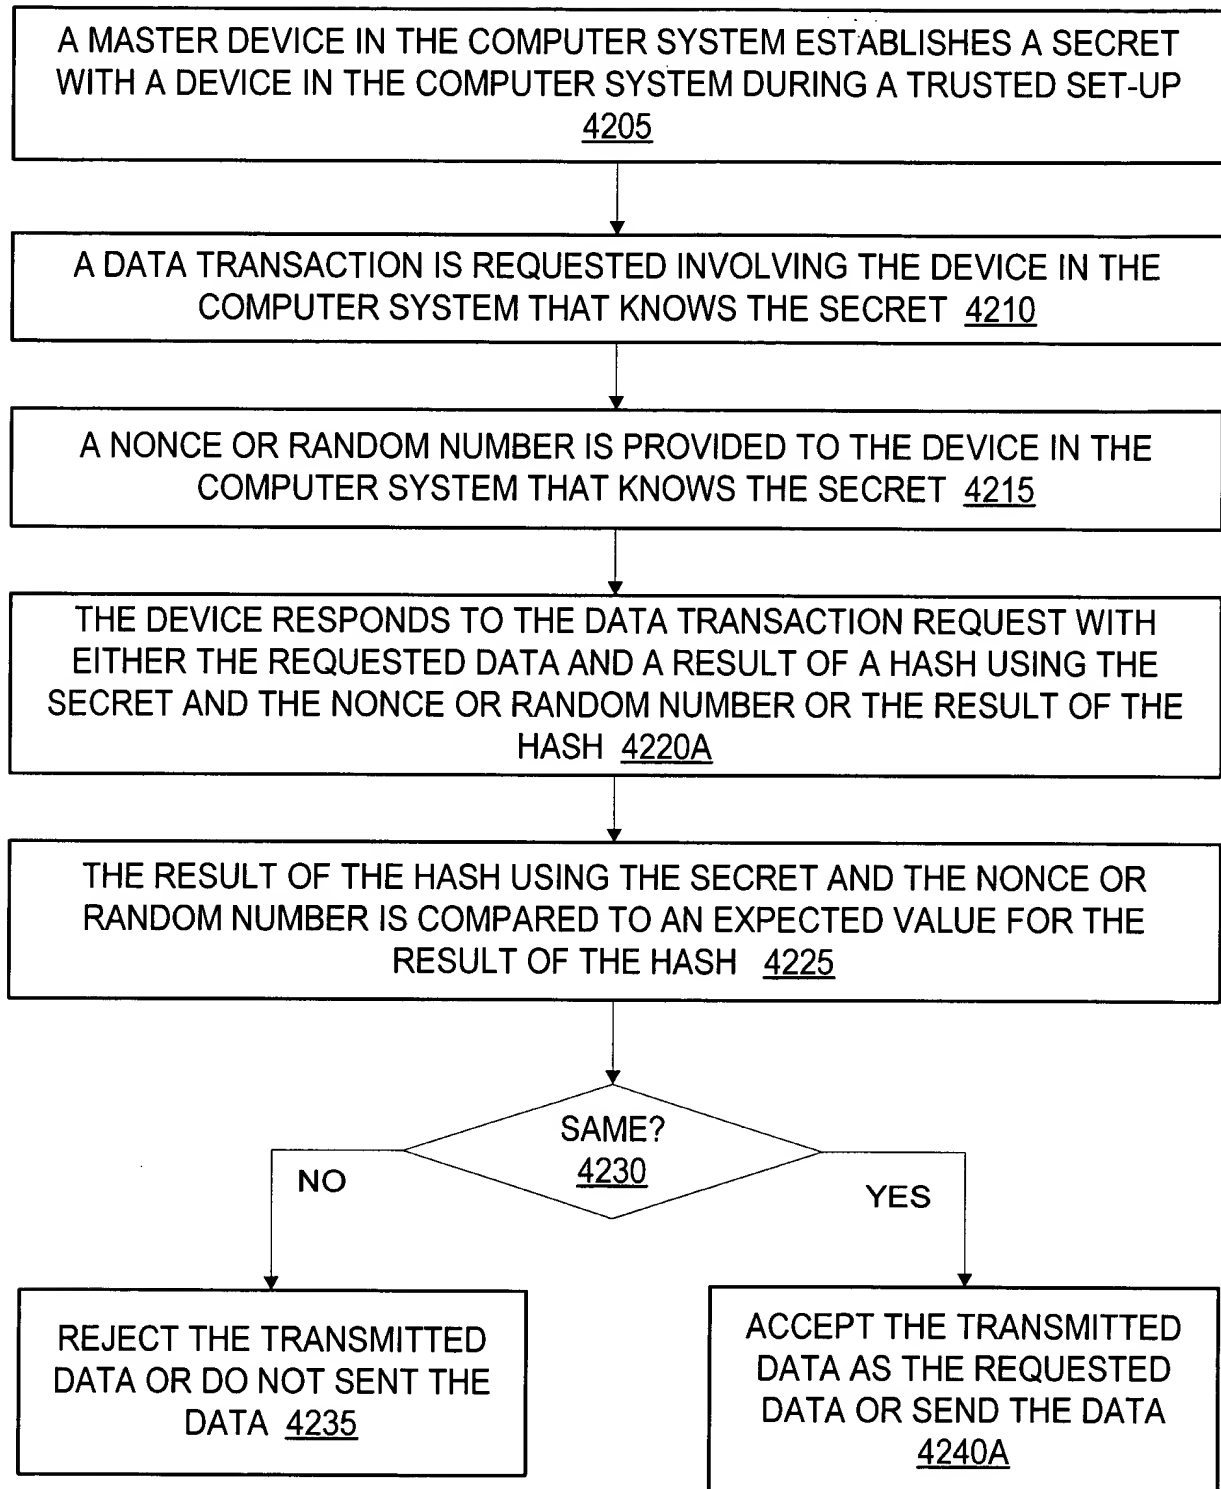 A MASTER DEVICE IN THE COMPUTER SYSTEM ESTABLISHES A SECRET
WITH A DEVICE IN THE COMPUTER SYSTEM DURING A TRUSTED SET-UP
4205
A DATA TRANSACTION IS REQUESTED INVOLVING THE DEVICE IN THE
COMPUTER SYSTEM THAT KNOWS THE SECRET 4210
A NONCE OR RANDOM NUMBER IS PROVIDED TO THE DEVICE IN THE
COMPUTER SYSTEM THAT KNOWS THE SECRET 4215
THE DEVICE RESPONDS TO THE DATA TRANSACTION REQUEST WITH
EITHER THE REQUESTED DATA AND A RESULT OF A HASH USING THE
SECRET AND THE NONCE OR RANDOM NUMBER OR THE RESULT OF THE
HASH 4220A
THE RESULT OF THE HASH USING THE SECRET AND THE NONCE OR
RANDOM NUMBER IS COMPARED TO AN EXPECTED VALUE FOR THE
RESULT OF THE HASH 4225
SAME?
4230
NO
YES
REJECT THE TRANSMITTED
DATA OR DO NOT SENT THE
DATA 4235
ACCEPT THE TRANSMITTED
DATA AS THE REQUESTED
DATA OR SEND THE DATA
4240A